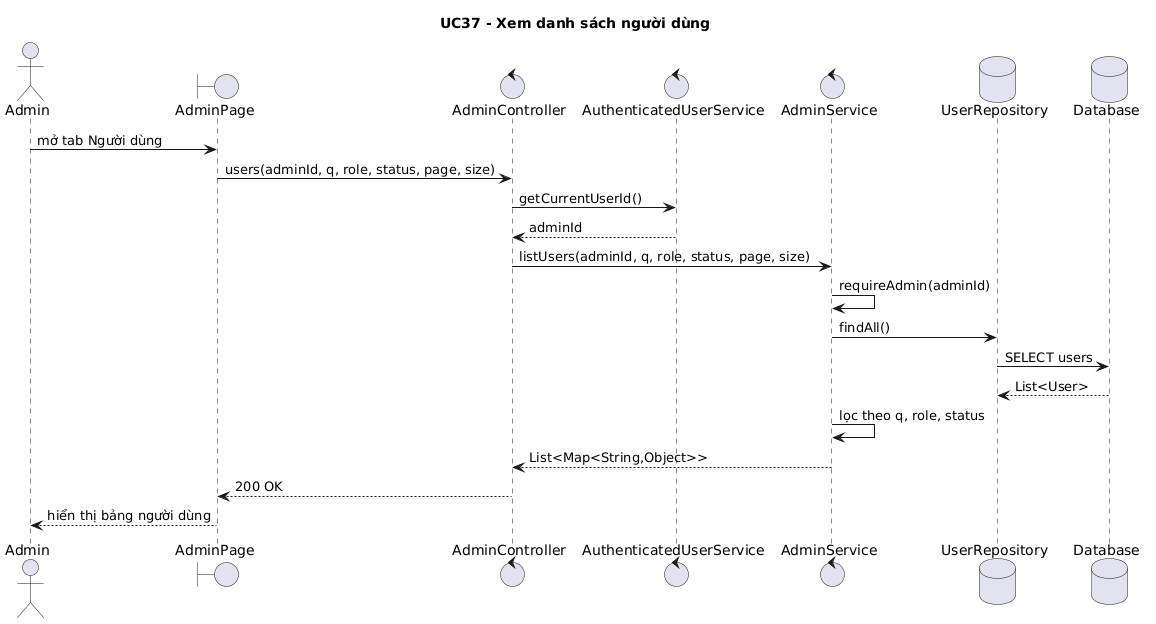 UC37 - Xem danh sách người dùng
Admin
AdminPage
AdminController
AuthenticatedUserService
AdminService
UserRepository
Database
mở tab Người dùng
users(adminId, q, role, status, page, size)
getCurrentUserId()
adminId
listUsers(adminId, q, role, status, page, size)
requireAdmin(adminId)
findAll()
SELECT users
List<User>
lọc theo q, role, status
List<Map<String,Object>>
200 OK
hiển thị bảng người dùng
Admin
AdminPage
AdminController
AuthenticatedUserService
AdminService
UserRepository
Database